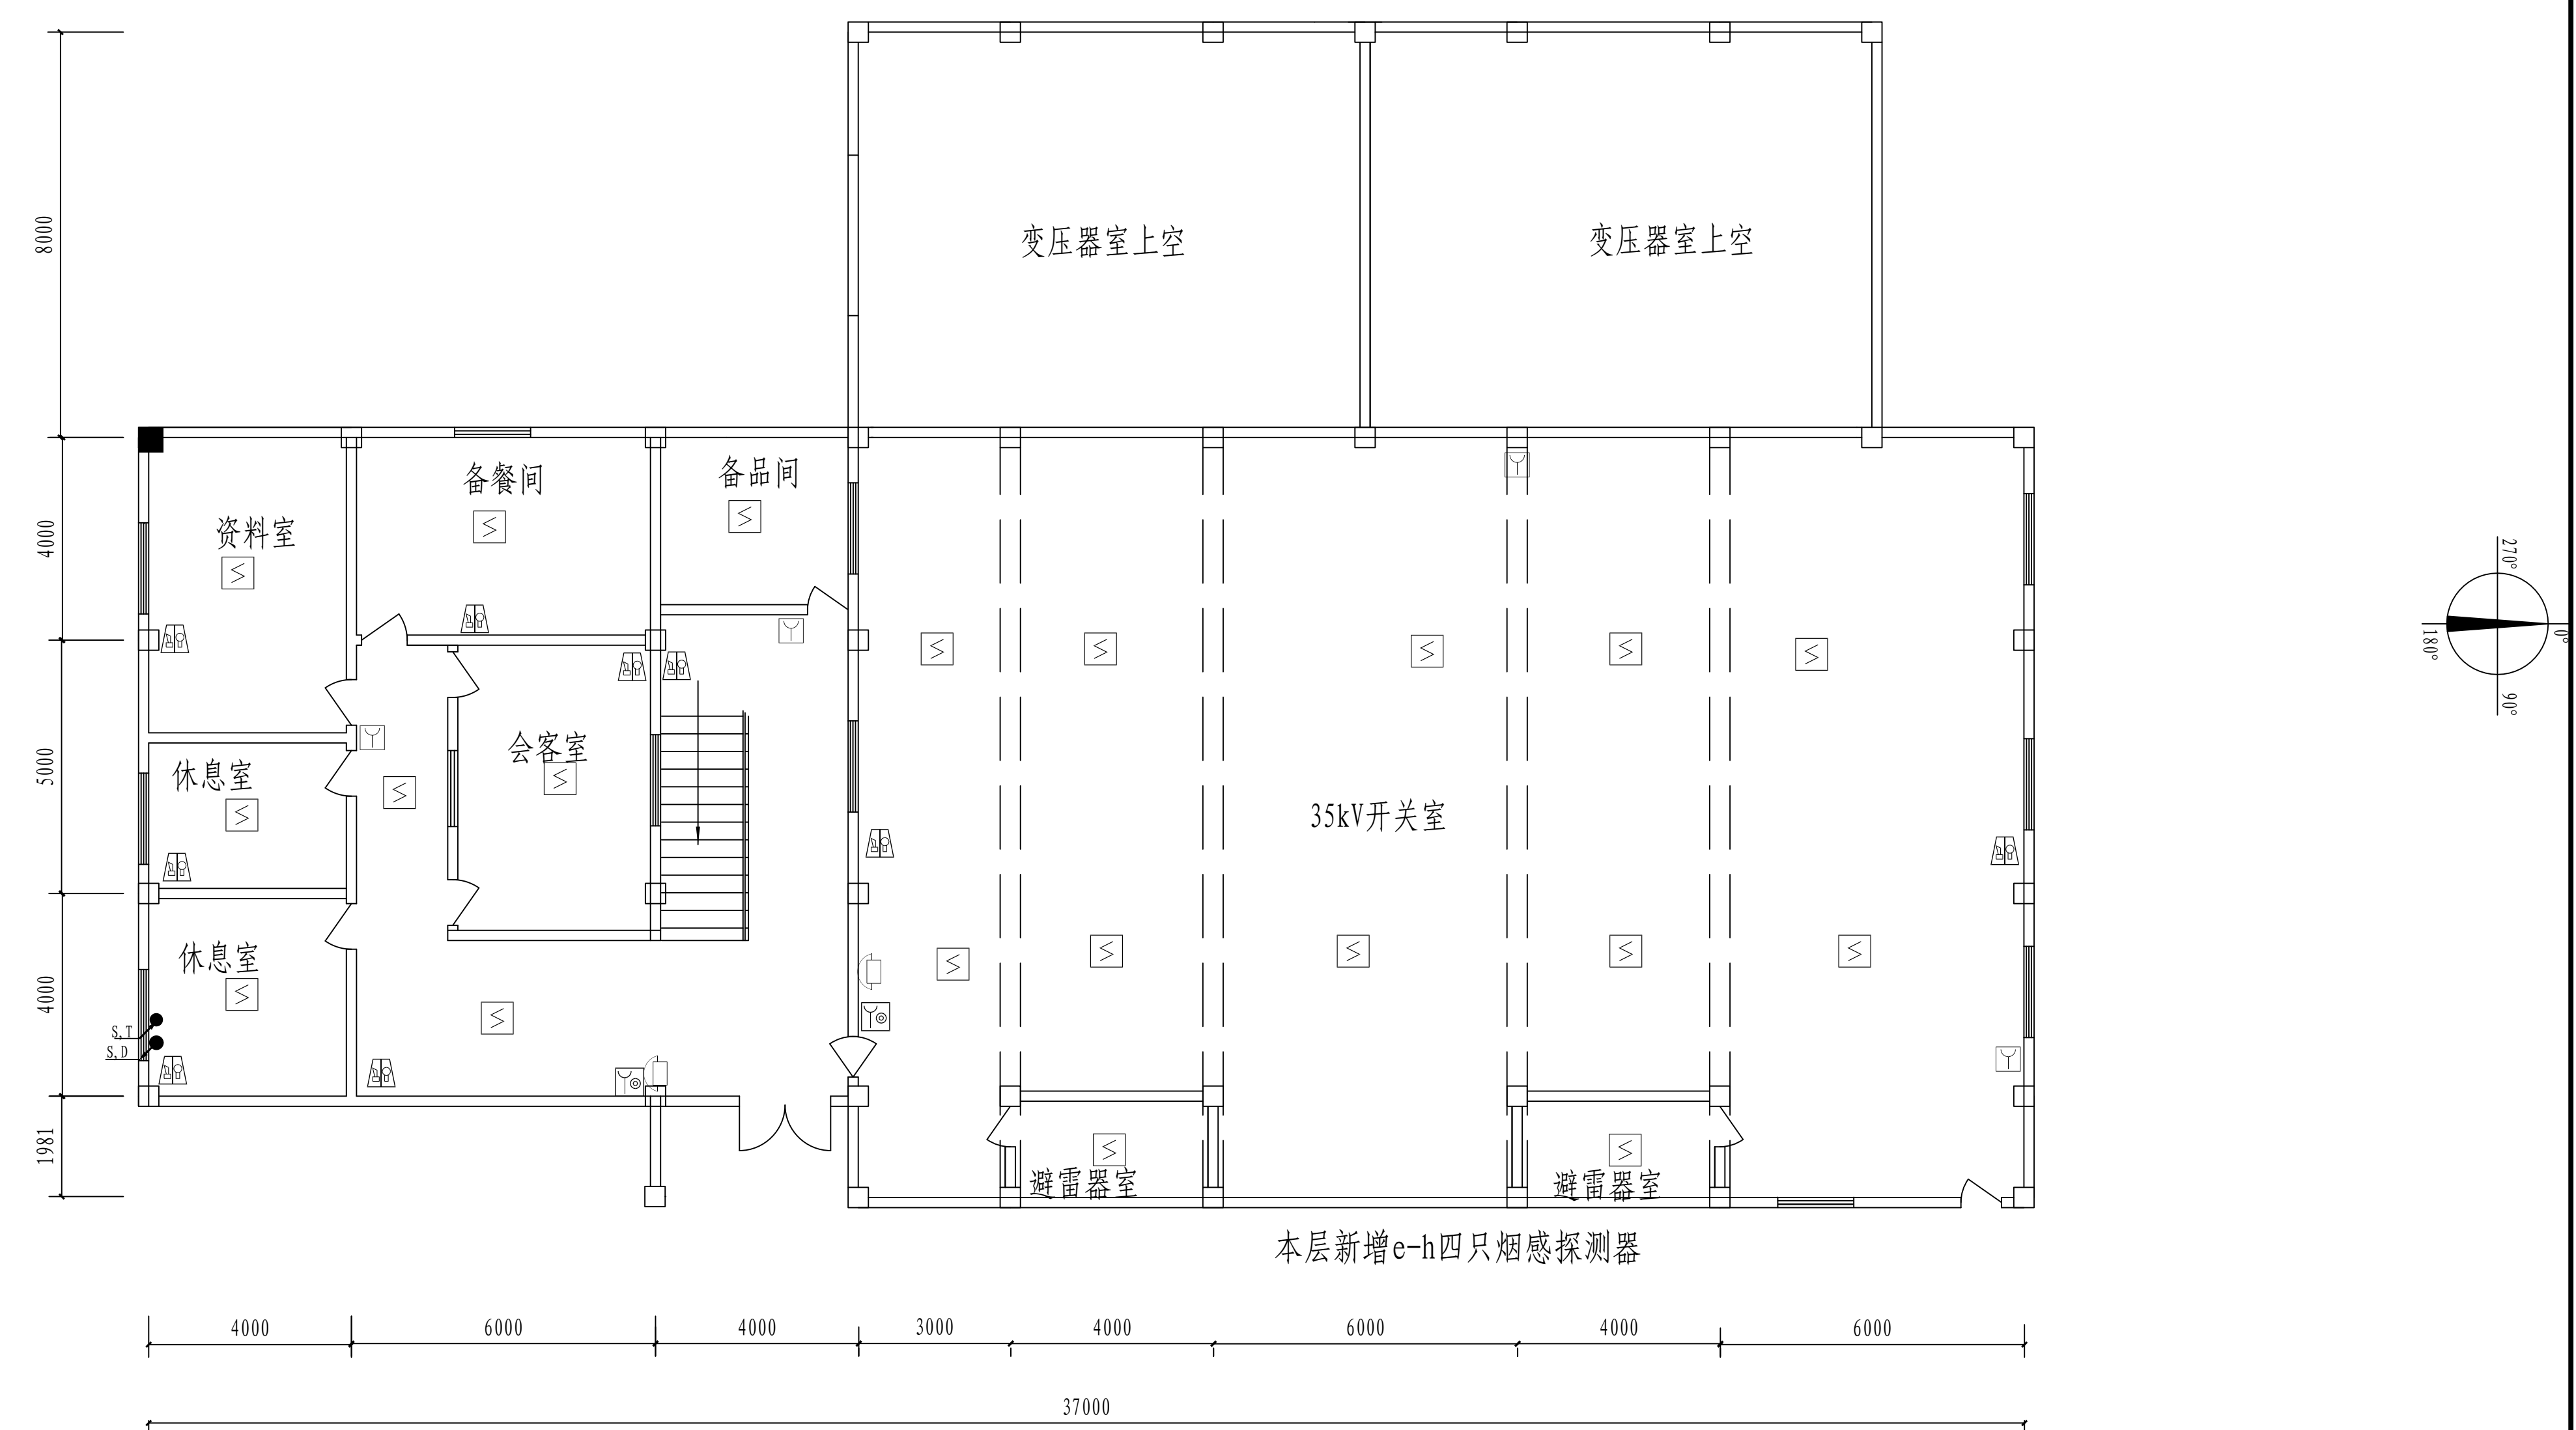 8000
变压器室上空
变压器室上空
4000
备餐间
备品间
资料室
270°
180°
0°
90°
5000
会客室
休息室
35kV开关室
4000
休息室
S,T
S,D
1981
避雷器室
避雷器室
本层新增e-h四只烟感探测器
4000
6000
4000
3000
4000
6000
4000
6000
37000